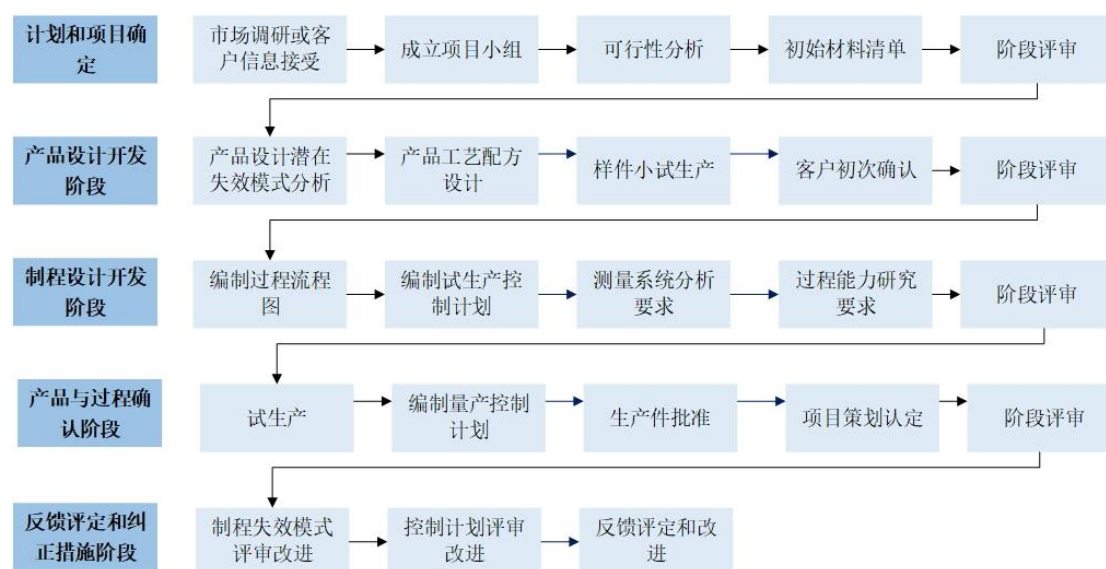 计划和项目确
定
市场调研或客
户信息接受
成立项目小组
可行性分析
初始材料清单
阶段评审
产品设计开发
阶段
产品设计潜在
失效模式分析
产品工艺配方
设计
样件小试生产
客户初次确认
阶段评审
制程设计开发
阶段
编制过程流程
图
编制试生产控
制计划
测量系统分析
要求
过程能力研究
要求
阶段评审
产品与过程确
认阶段
试生产
编制量产控制
计划
生产件批准
项目策划认定
阶段评审
反馈评定和纠
正措施阶段
制程失效模式
评审改进
控制计划评审
改进
反馈评定和改
进